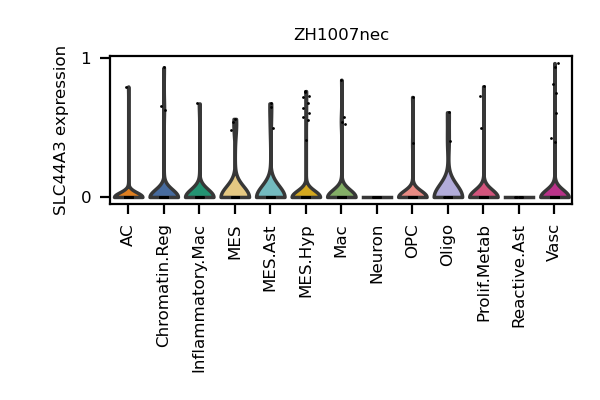 ZH1007nec
SLC44A3 expression
1
0
AC
Chromatin.Reg
Inflammatory.Mac
MES
MES.Ast
MES.Hyp
Mac
Neuron
OPC
Oligo
Prolif.Metab
Reactive.Ast
Vasc